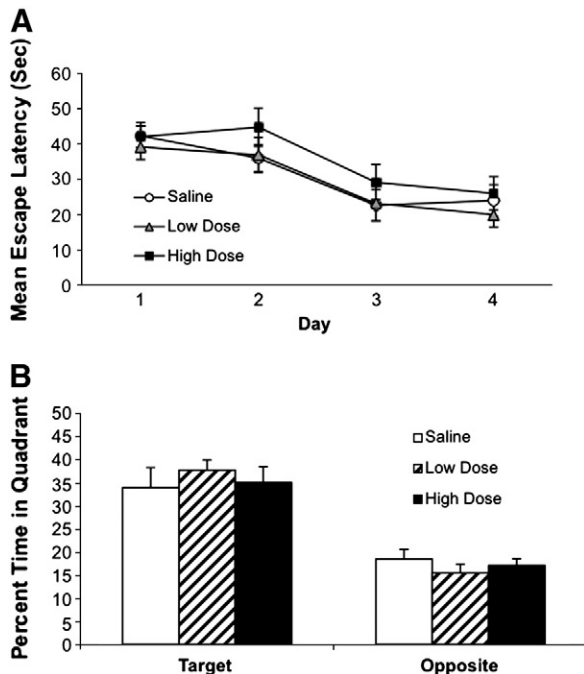 A
Mean Escape Latency (Sec)
60
50
40
30
20
10
0
Saline
Low Dose
High Dose
1 2 3 4
Day
B
Percent Time in Quadrant
50
45
40
35
30
25
20
15
10
5
0
Saline
Low Dose
High Dose
Target Opposite